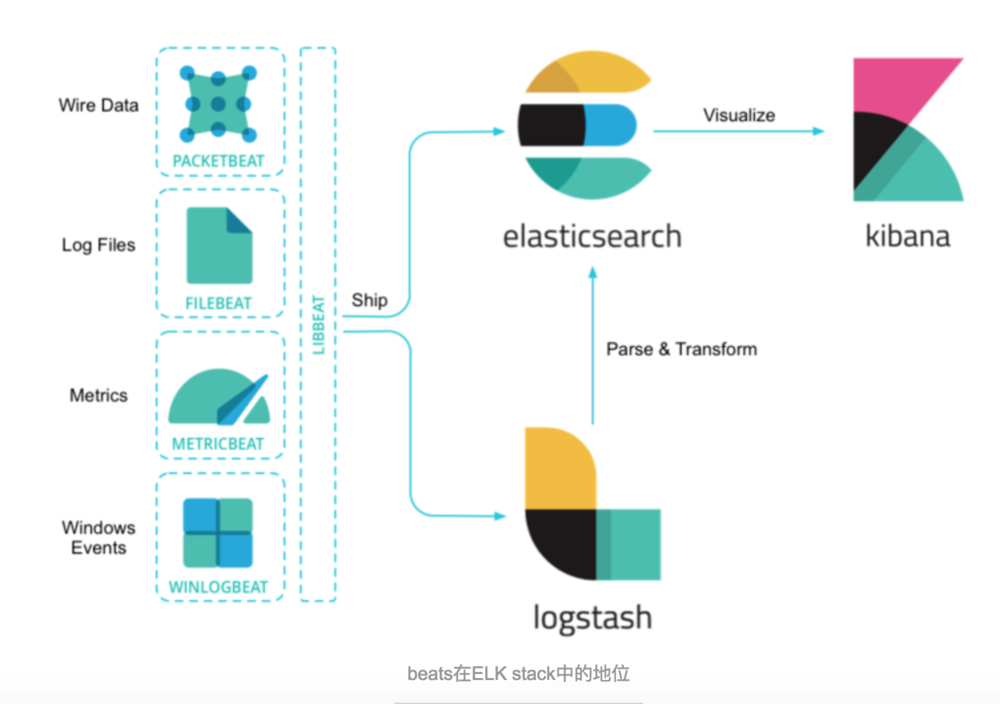 Wire Data
PACKETBEAT
Log Files
FILEBEAT
Metrics
METRICBEAT
Windows
Events
WINLOGBEAT
LIBBEAT
Ship
elasticsearch
Visualize
kibana
Parse & Transform
logstash
beats在ELK stack中的地位